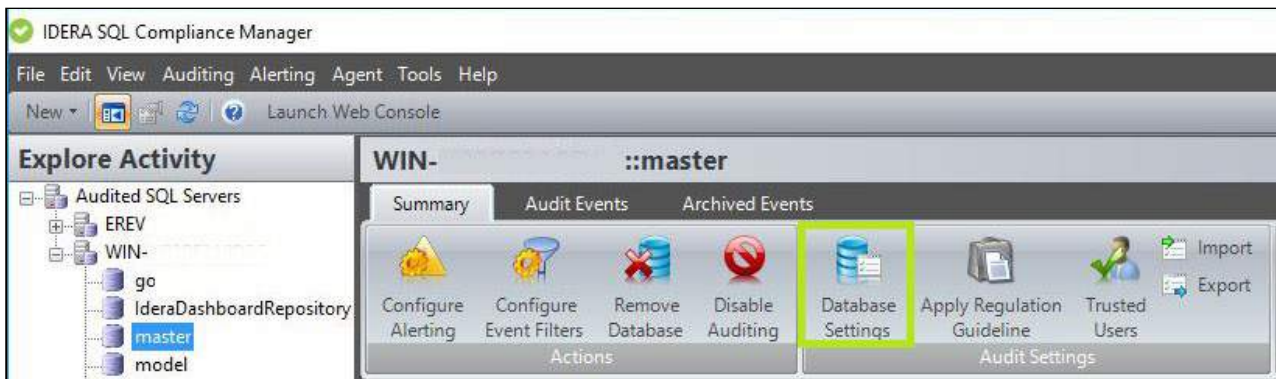 IDERA SQL Compliance Manager
File Edit View Auditing Alerting Agent Tools Help
New Launch Web Console
Explore Activity
WIN- ::master
Audited SQL Servers
EREV
WIN-
go
IderaDashboardRepository
master
model
Summary Audit Events Archived Events
Configure Alerting
Configure Event Filters
Remove Database
Disable Auditing
Actions
Database Settings
Apply Regulation Guideline
Trusted Users
Import
Export
Audit Settings